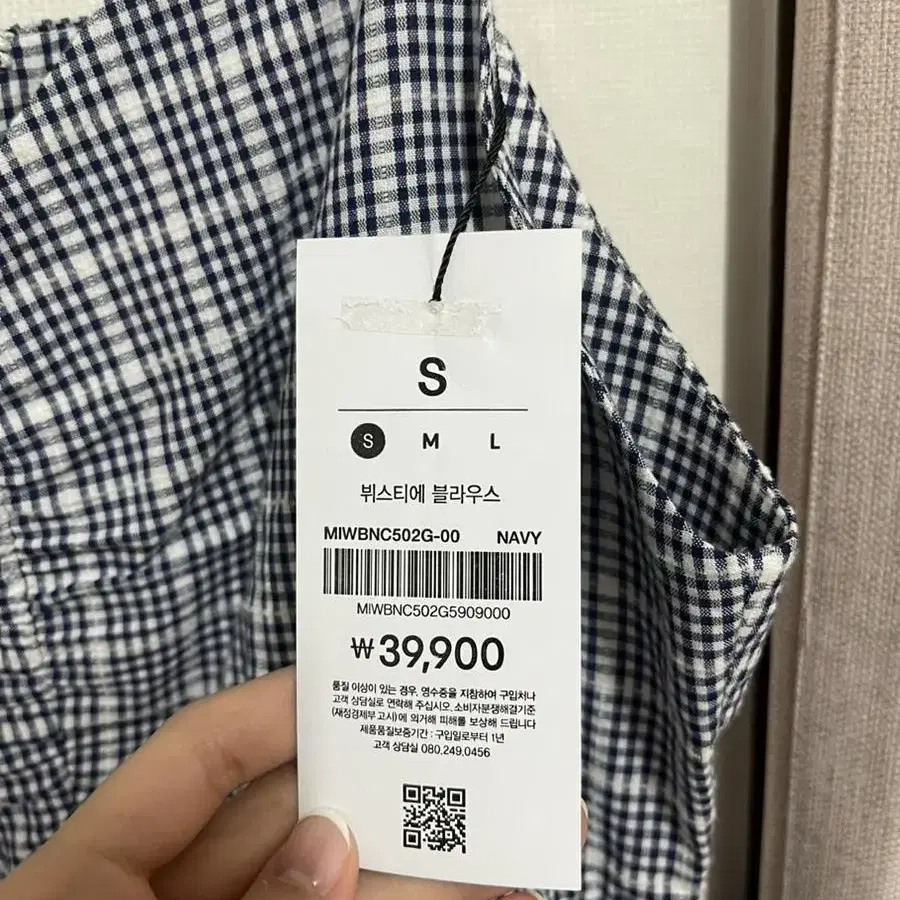 S
S M L
뷔스티에 블라우스
MIWBNC502G-00 NAVY
MIWBNC502G5909000
₩39,900
품질 이상이 있는 경우, 영수증을 지참하여 구입처나
고객 상담실로 연락해 주십시오. 소비자분쟁해결기준
(재정경제부 고시)에 의거해 피해를 보상해 드립니다
제품품질보증기간 : 구입일로부터 1년
고객 상담실 080.249.0456